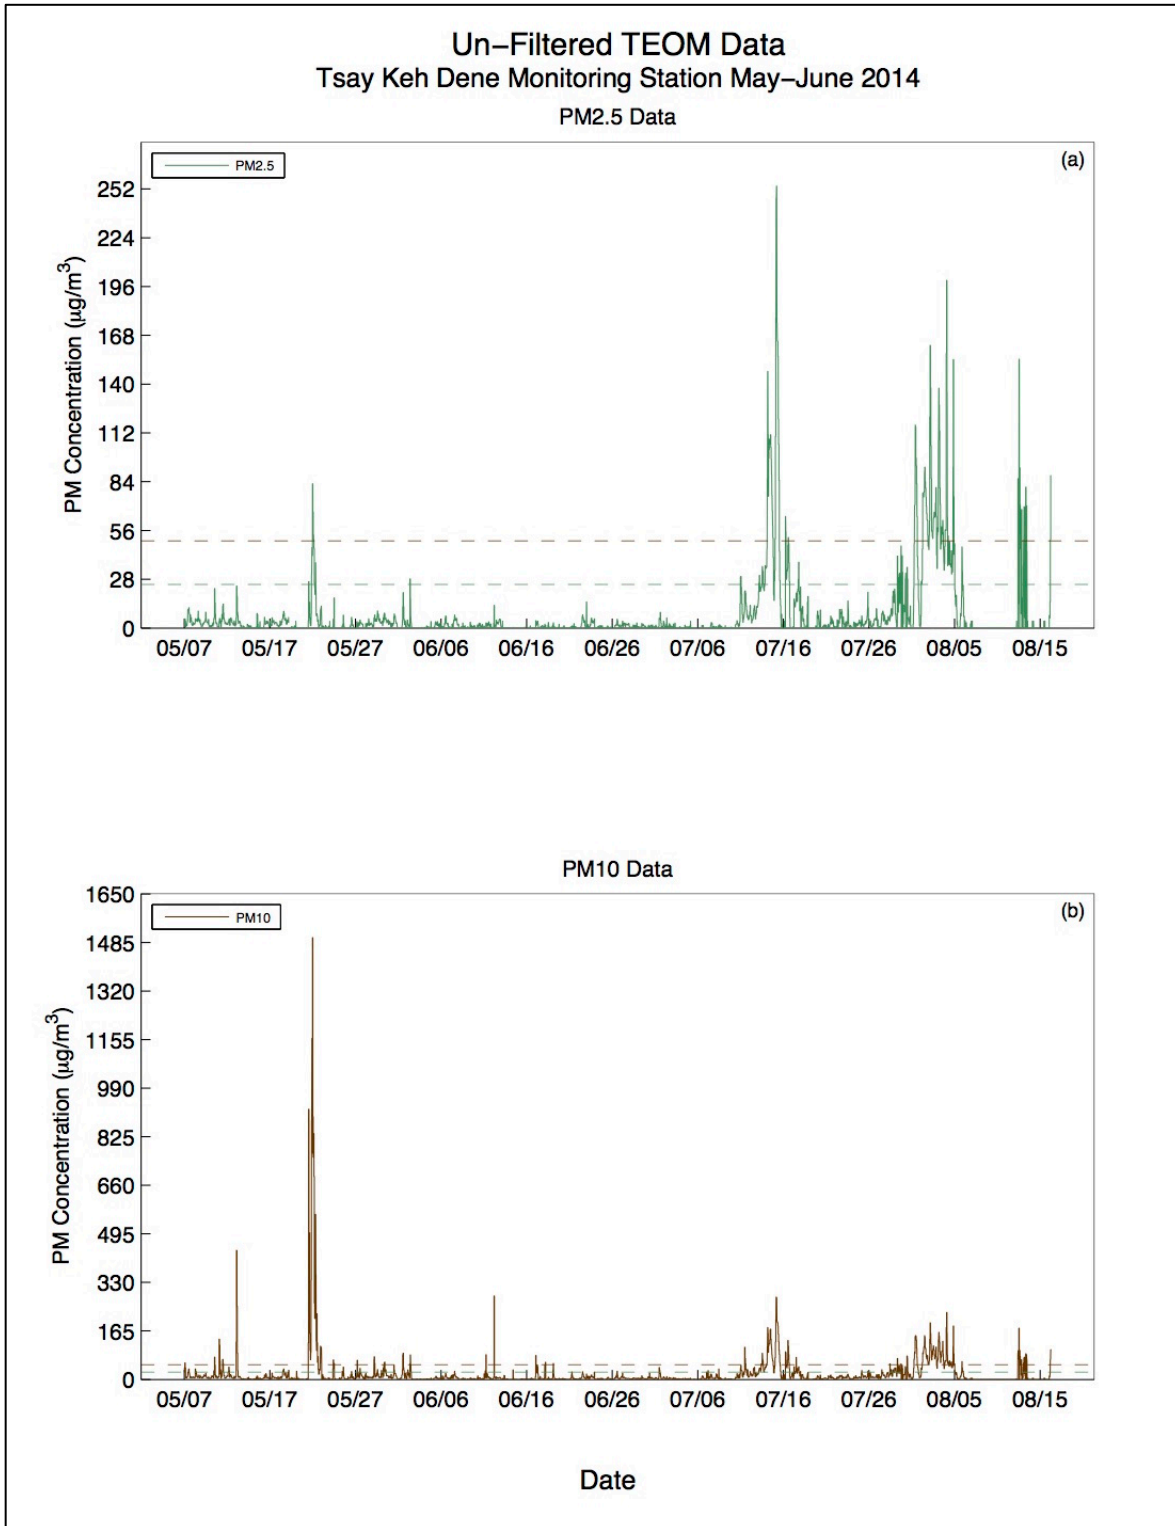 Un–Filtered TEOM Data
Tsay Keh Dene Monitoring Station May–June 2014
PM2.5 Data
PM2.5
(a)
252
224
196
168
140
112
84
56
28
0
PM Concentration (μg/m³)
05/07 05/17 05/27 06/06 06/16 06/26 07/06 07/16 07/26 08/05 08/15
PM10 Data
PM10
(b)
1650
1485
1320
1155
990
825
660
495
330
165
0
PM Concentration (μg/m³)
05/07 05/17 05/27 06/06 06/16 06/26 07/06 07/16 07/26 08/05 08/15
Date